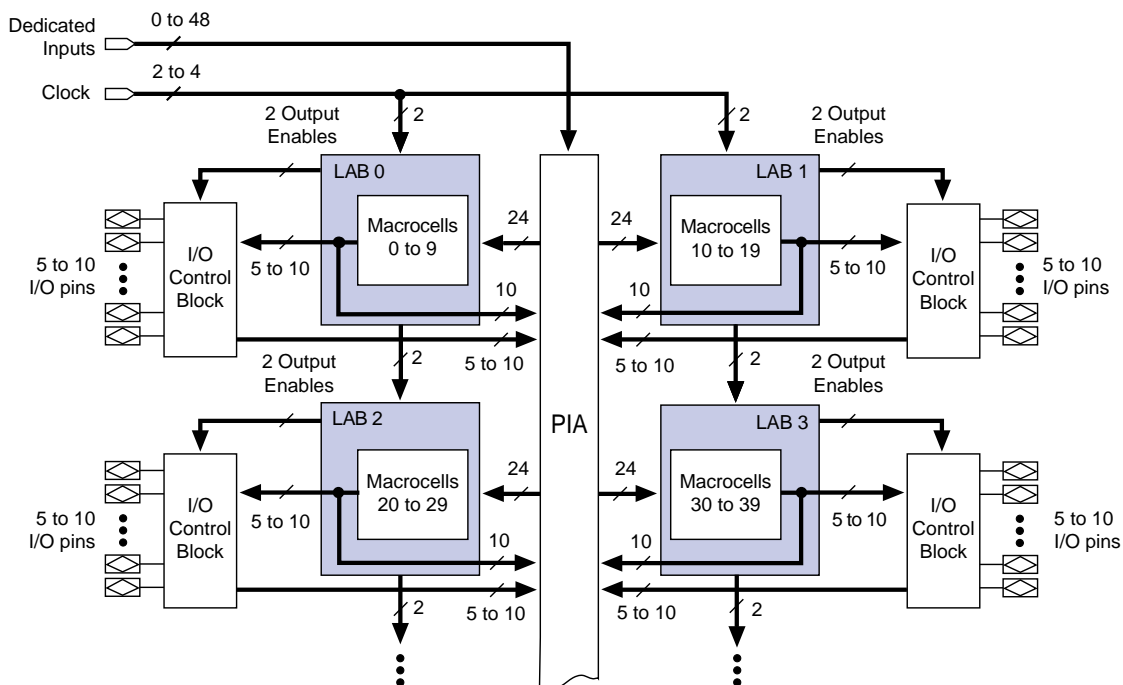 Dedicated
Inputs
0 to 48
Clock
2 to 4
2 Output
Enables
2
2
2 Output
Enables
LAB 0
LAB 1
Macrocells
0 to 9
24
24
Macrocells
10 to 19
I/O
Control
Block
5 to 10
I/O pins
5 to 10
10
10
5 to 10
I/O
Control
Block
5 to 10
I/O pins
2 Output
Enables
2
5 to 10
5 to 10
2
2 Output
Enables
PIA
LAB 2
LAB 3
Macrocells
20 to 29
24
24
Macrocells
30 to 39
I/O
Control
Block
5 to 10
I/O pins
5 to 10
10
10
5 to 10
I/O
Control
Block
5 to 10
I/O pins
2
5 to 10
5 to 10
2